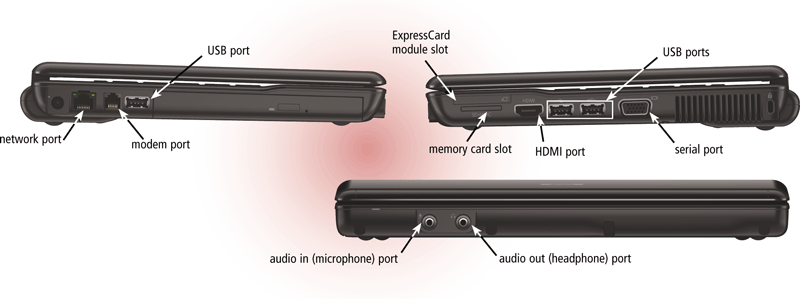 USB port
network port
modem port
ExpressCard
module slot
USB ports
memory card slot
HDMI port
serial port
audio in (microphone) port
audio out (headphone) port